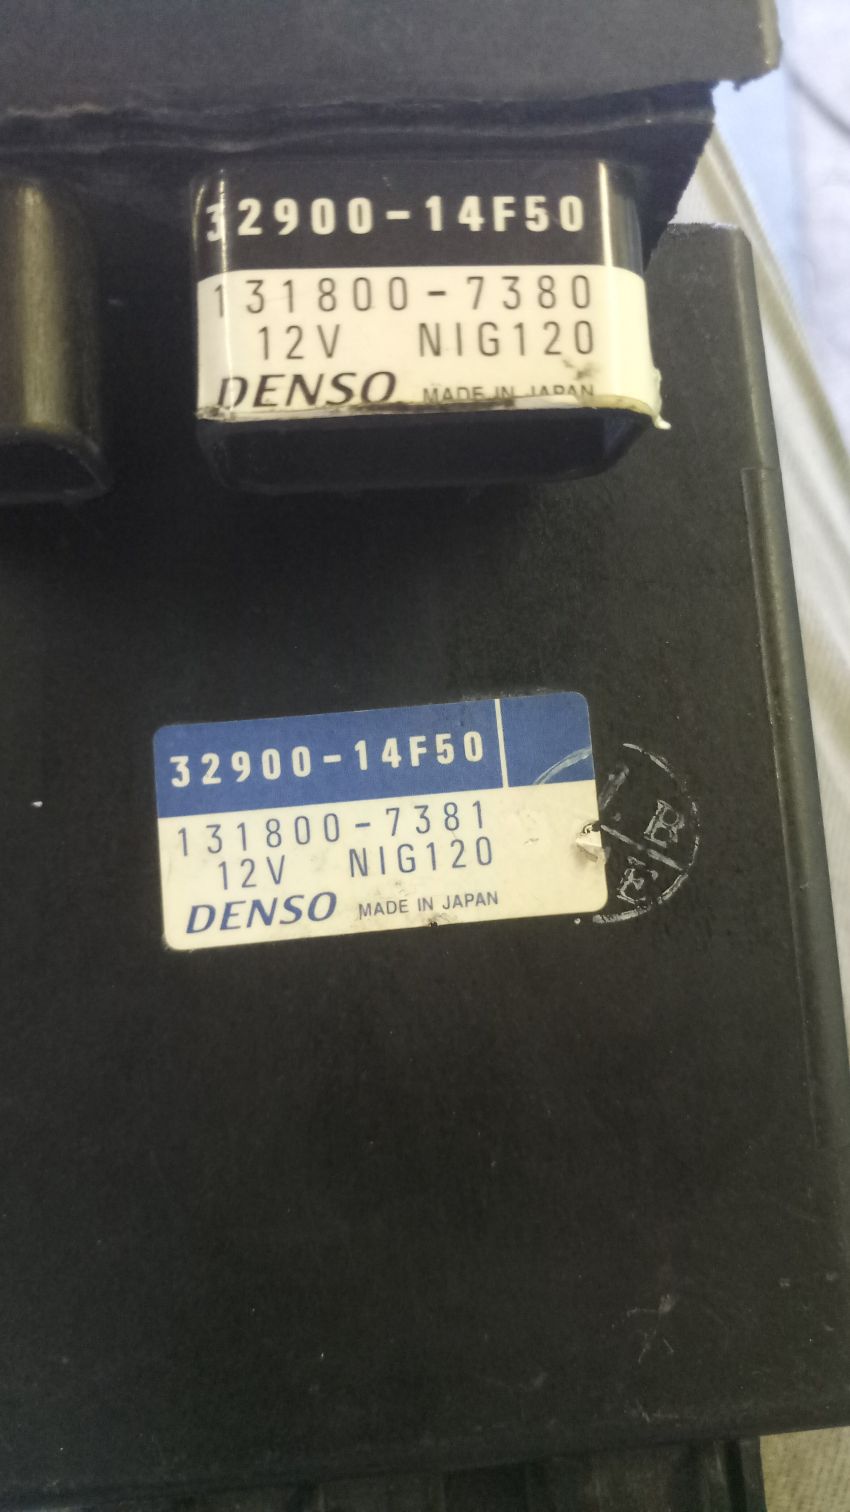 32900-14F50
131800-7380
12V NIG120
DENSO MADE IN JAPAN
32900-14F50
131800-7381
12V NIG120
DENSO MADE IN JAPAN